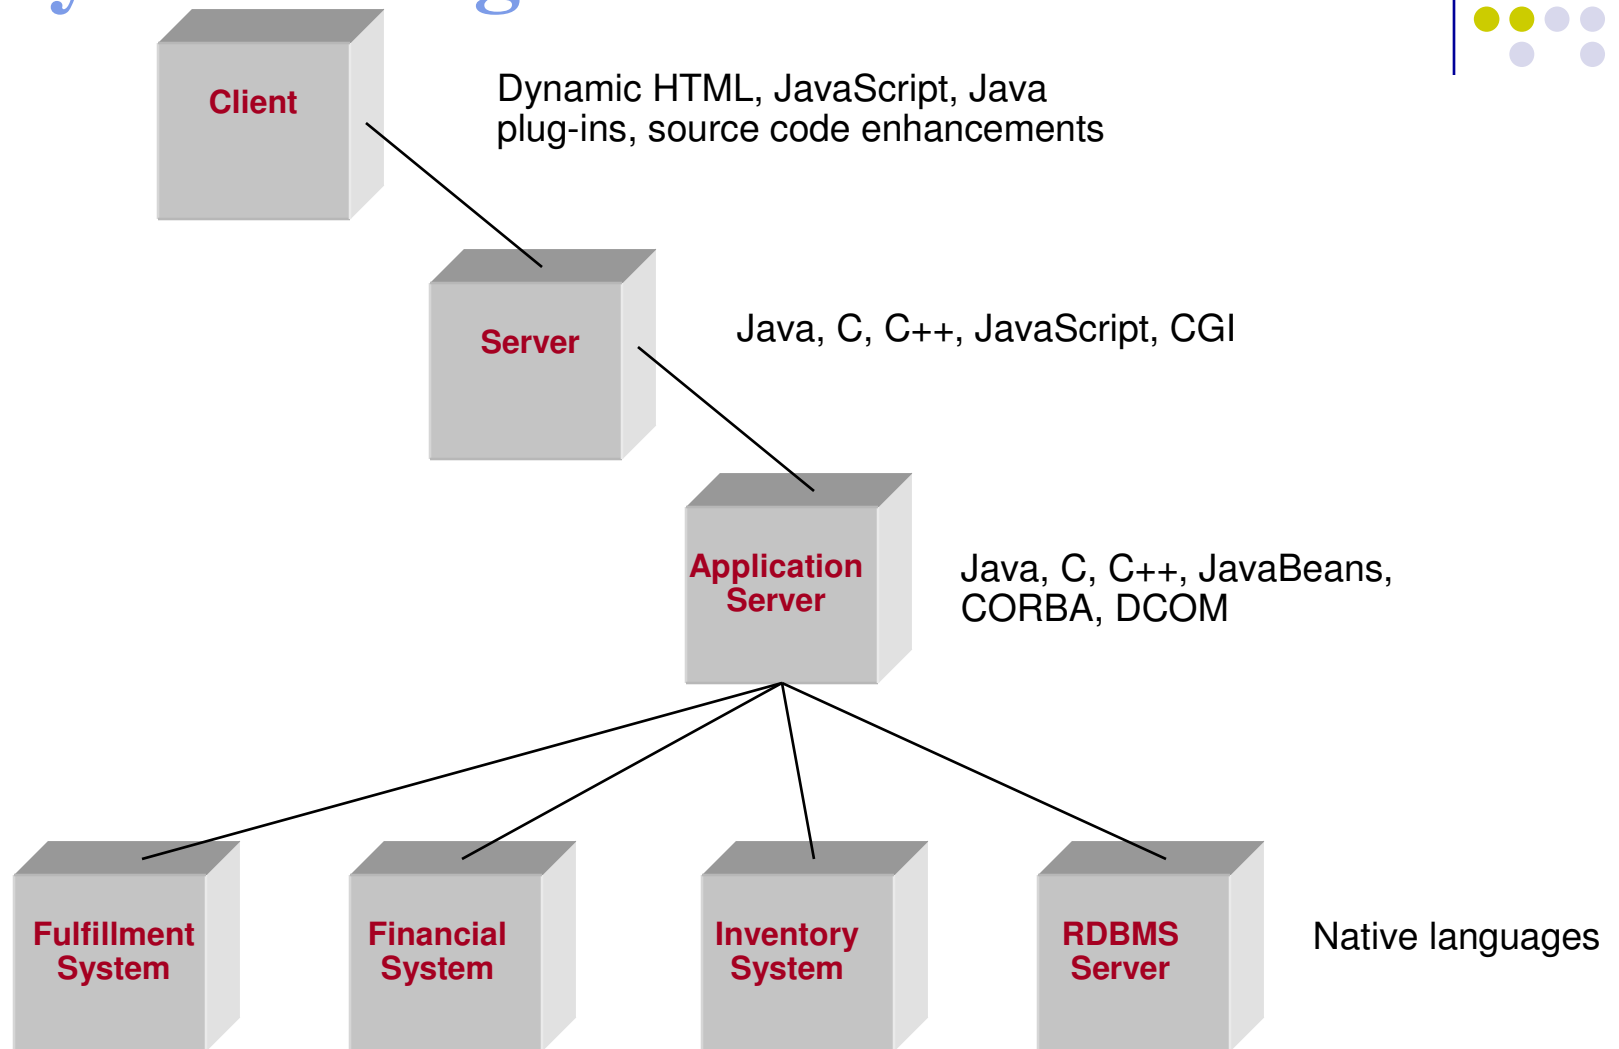 Client
Dynamic HTML, JavaScript, Java
plug-ins, source code enhancements
Server
Java, C, C++, JavaScript, CGI
Application
Server
Java, C, C++, JavaBeans,
CORBA, DCOM
Fulfillment
System
Financial
System
Inventory
System
RDBMS
Server
Native languages